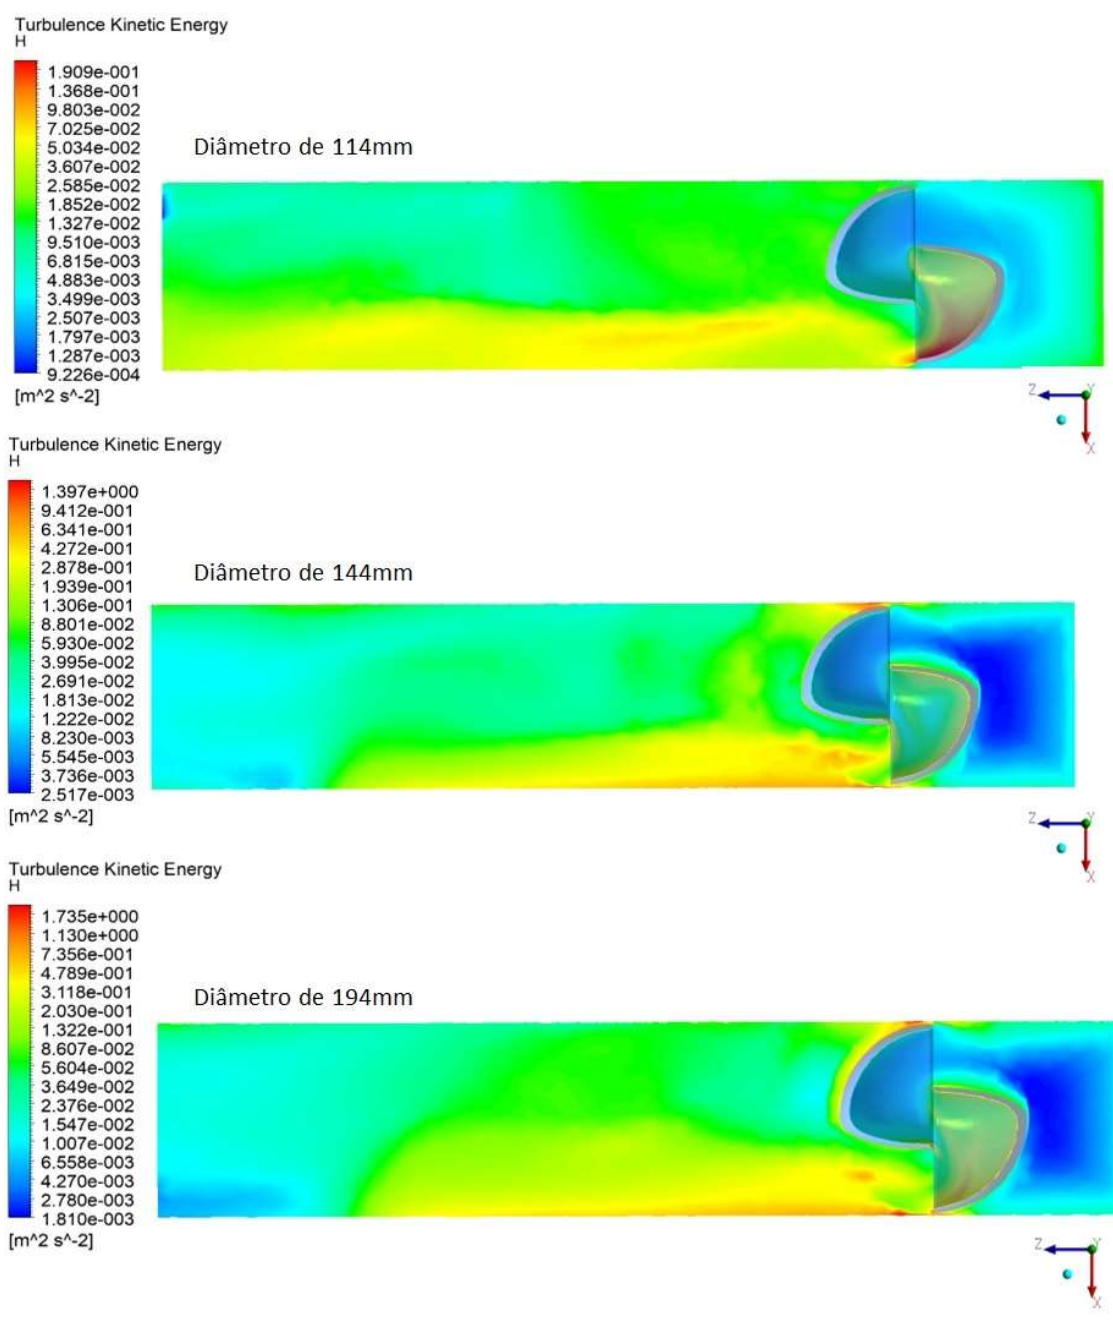 Turbulence Kinetic Energy
H
1.909e-001
1.368e-001
9.803e-002
7.025e-002
5.034e-002
3.607e-002
2.585e-002
1.852e-002
1.327e-002
9.510e-003
6.815e-003
4.883e-003
3.499e-003
2.507e-003
1.797e-003
1.287e-003
9.226e-004
[m^2 s^-2]
Diâmetro de 114mm
Z
Y
X
Turbulence Kinetic Energy
H
1.397e+000
9.412e-001
6.341e-001
4.272e-001
2.878e-001
1.939e-001
1.306e-001
8.801e-002
5.930e-002
3.995e-002
2.691e-002
1.813e-002
1.222e-002
8.230e-003
5.545e-003
3.736e-003
2.517e-003
[m^2 s^-2]
Diâmetro de 144mm
Z
Y
X
Turbulence Kinetic Energy
H
1.735e+000
1.130e+000
7.356e-001
4.789e-001
3.118e-001
2.030e-001
1.322e-001
8.607e-002
5.604e-002
3.649e-002
2.376e-002
1.547e-002
1.007e-002
6.558e-003
4.270e-003
2.780e-003
1.810e-003
[m^2 s^-2]
Diâmetro de 194mm
Z
Y
X